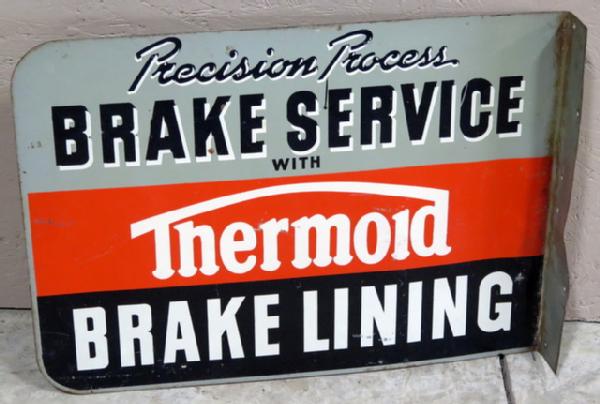 Precision Process
BRAKE SERVICE
WITH
Thermoid
BRAKE LINING